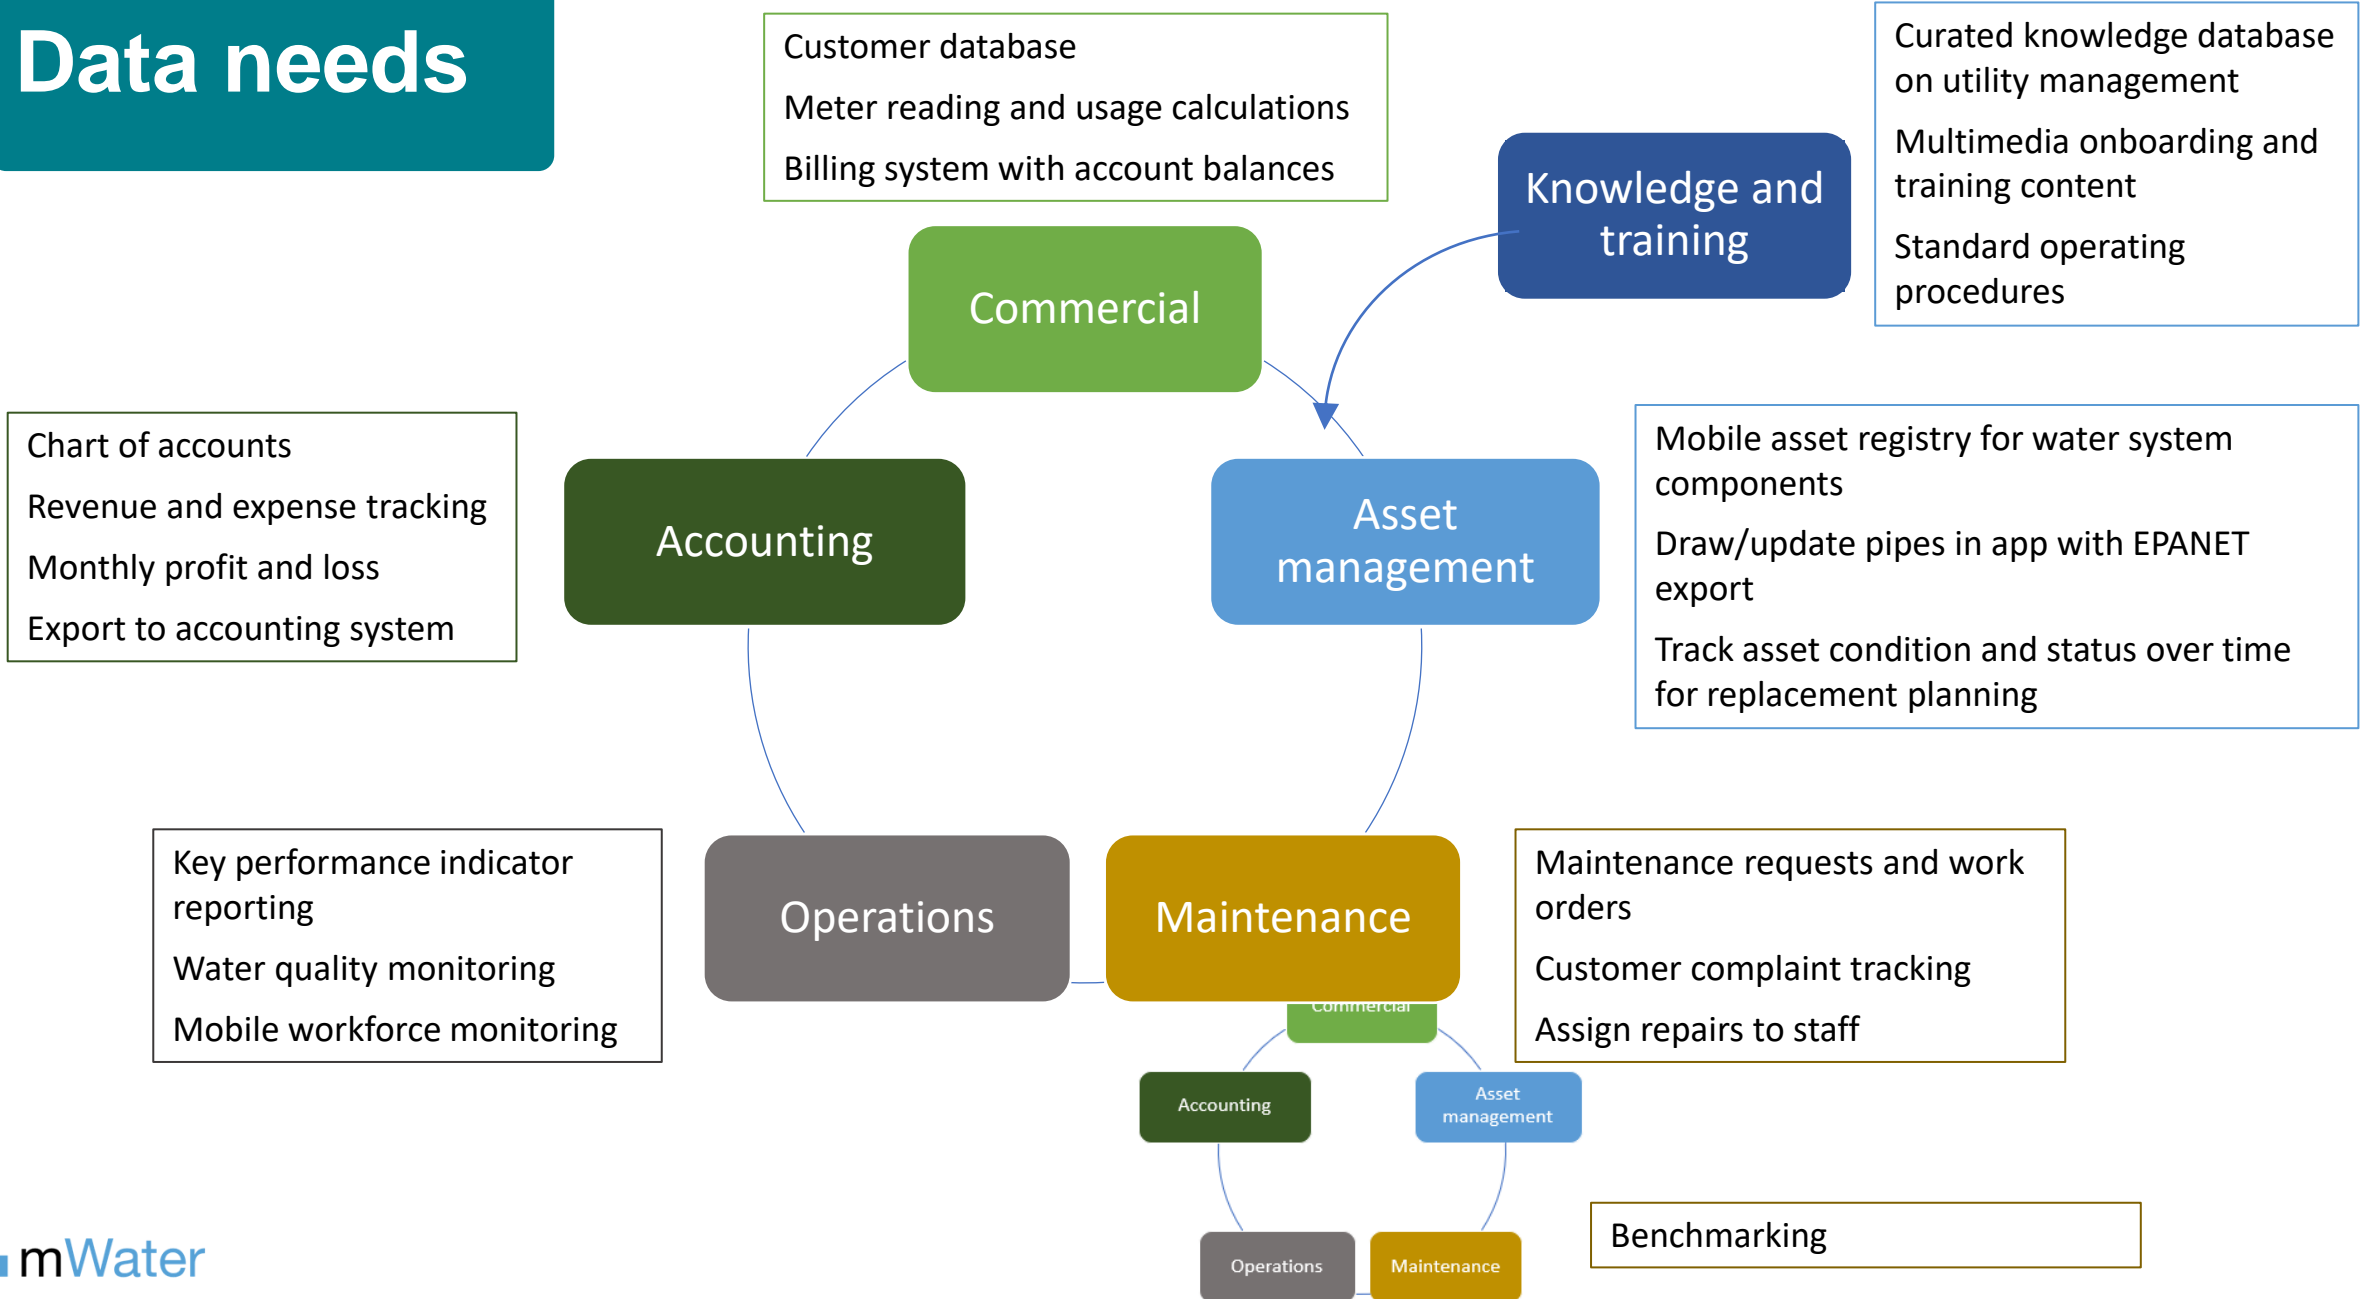 Data needs
Customer database
Meter reading and usage calculations
Billing system with account balances
Curated knowledge database
on utility management
Multimedia onboarding and
training content
Standard operating
procedures
Knowledge and
training
Commercial
Chart of accounts
Revenue and expense tracking
Monthly profit and loss
Export to accounting system
Accounting
Asset
management
Mobile asset registry for water system
components
Draw/update pipes in app with EPANET
export
Track asset condition and status over time
for replacement planning
Key performance indicator
reporting
Water quality monitoring
Mobile workforce monitoring
Operations
Maintenance
Maintenance requests and work
orders
Customer complaint tracking
Assign repairs to staff
Commercial
Accounting
Asset
management
Operations
Maintenance
Benchmarking
mWater